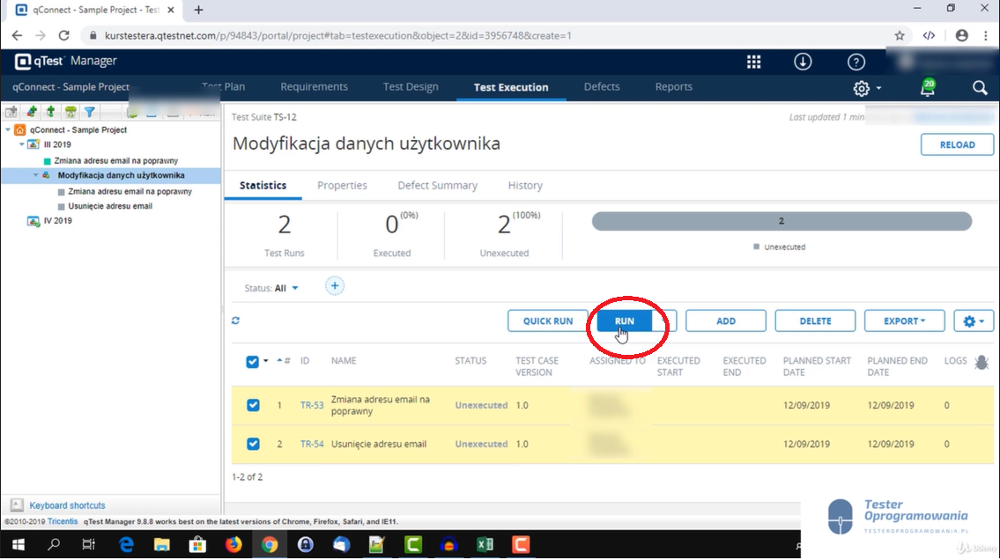 qConnect - Sample Project - Test
kurstestera.qtestnet.com/p/94843/portal/project#tab=testexecution&object=2&id=3956748&create=1
qTest Manager
qConnect - Sample Project
Test Plan
Requirements
Test Design
Test Execution
Defects
Reports
20
qConnect - Sample Project
III 2019
Zmiana adresu email na poprawny
Modyfikacja danych użytkownika
Zmiana adresu email na poprawny
Usunięcie adresu email
IV 2019
Keyboard shortcuts
Test Suite TS-12
Last updated 1 min
Modyfikacja danych użytkownika
RELOAD
Statistics
Properties
Defect Summary
History
2
Test Runs
0 (0%)
Executed
2 (100%)
Unexecuted
2
Unexecuted
Status: All
QUICK RUN
RUN
ADD
DELETE
EXPORT
# ID NAME STATUS TEST CASE VERSION ASSIGNED TO EXECUTED START EXECUTED END PLANNED START DATE PLANNED END DATE LOGS
1 TR-53 Zmiana adresu email na poprawny Unexecuted 1.0 12/09/2019 12/09/2019 0
2 TR-54 Usunięcie adresu email Unexecuted 1.0 12/09/2019 12/09/2019 0
1-2 of 2
©2010-2019 Tricentis qTest Manager 9.8.8 works best on the latest versions of Chrome, Firefox, Safari, and IE11.
Tester
Oprogramowania
TESTEROPROGRAMOWANIA.PL
Udemy